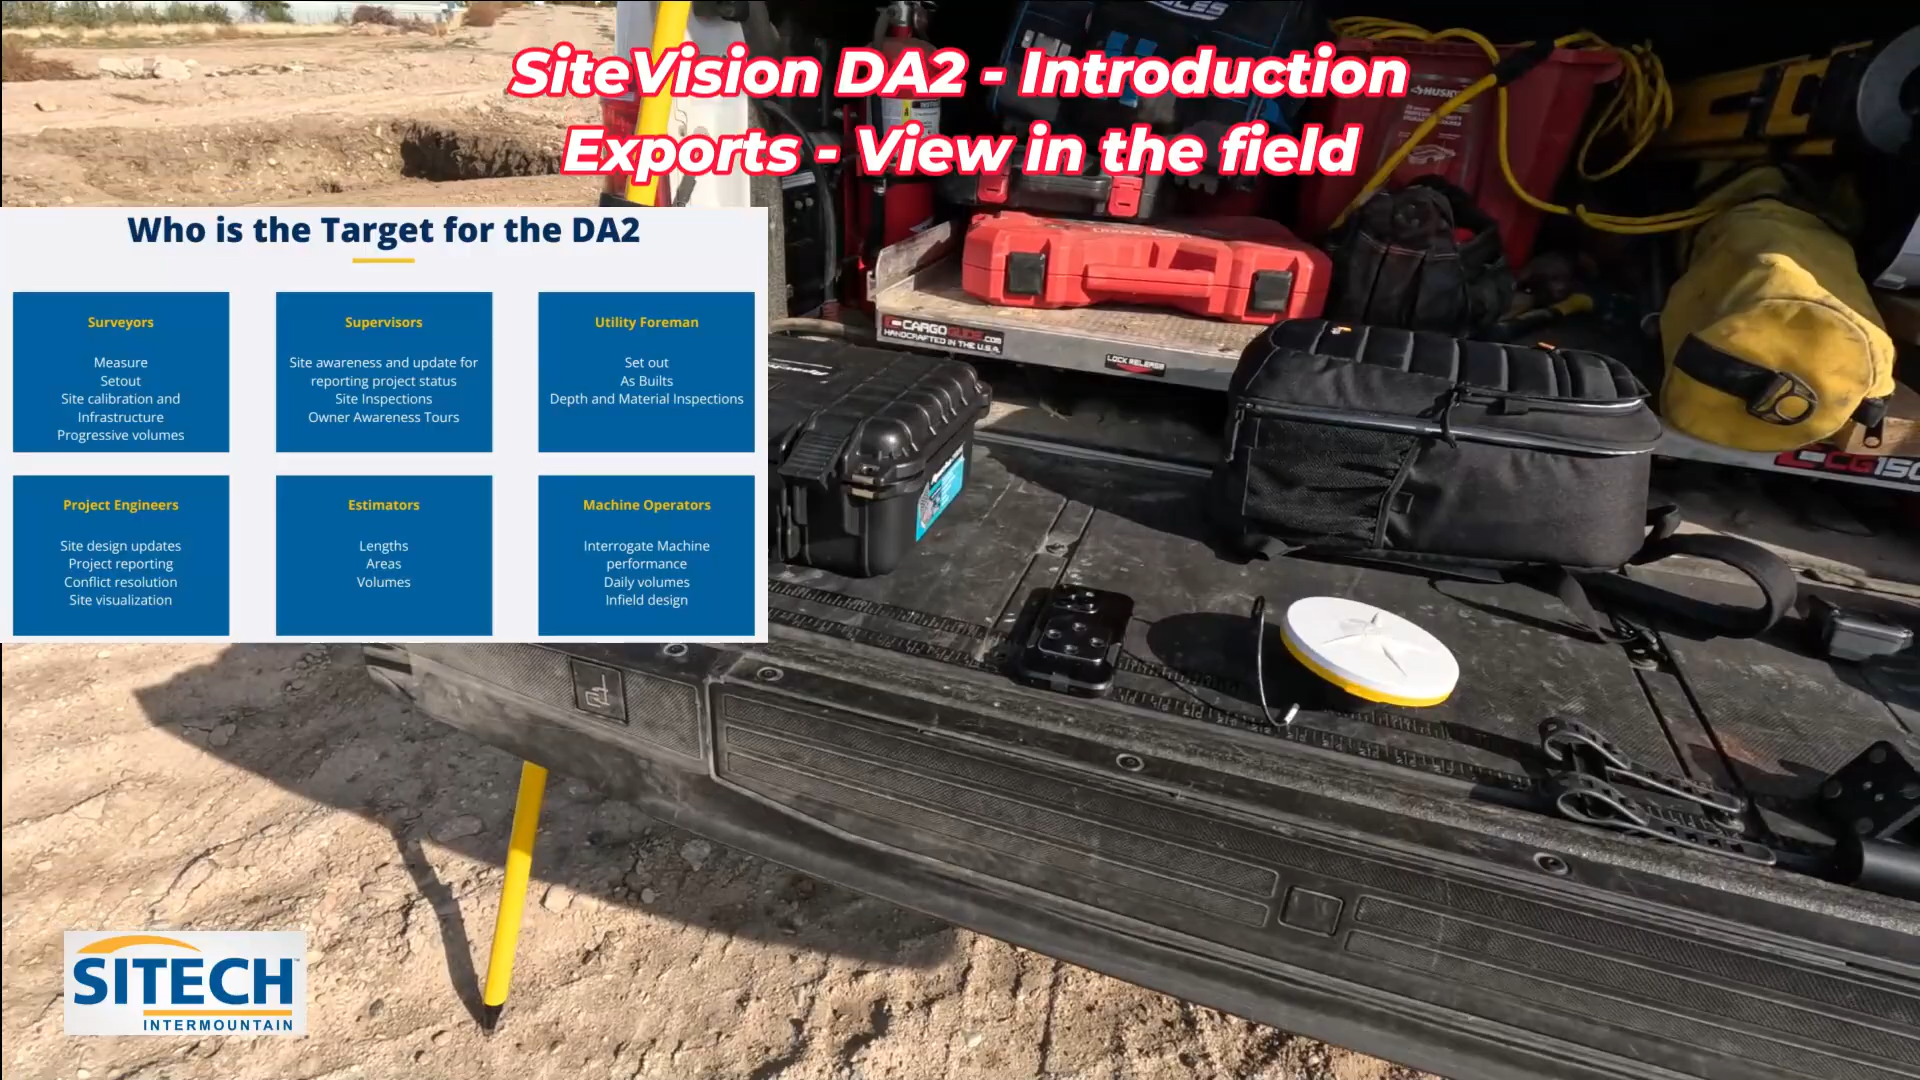 SiteVision DA2 - Introduction
Exports - View in the field
Who is the Target for the DA2
Surveyors
Measure
Setout
Site calibration and
Infrastructure
Progressive volumes
Supervisors
Site awareness and update for
reporting project status
Site Inspections
Owner Awareness Tours
Utility Foreman
Set out
As Builts
Depth and Material Inspections
Project Engineers
Site design updates
Project reporting
Conflict resolution
Site visualization
Estimators
Lengths
Areas
Volumes
Machine Operators
Interrogate Machine
performance
Daily volumes
Infield design
CARGOGLIDE.com
HANDCRAFTED IN THE U.S.A.
LOCK RELEASE
SITECH
INTERMOUNTAIN